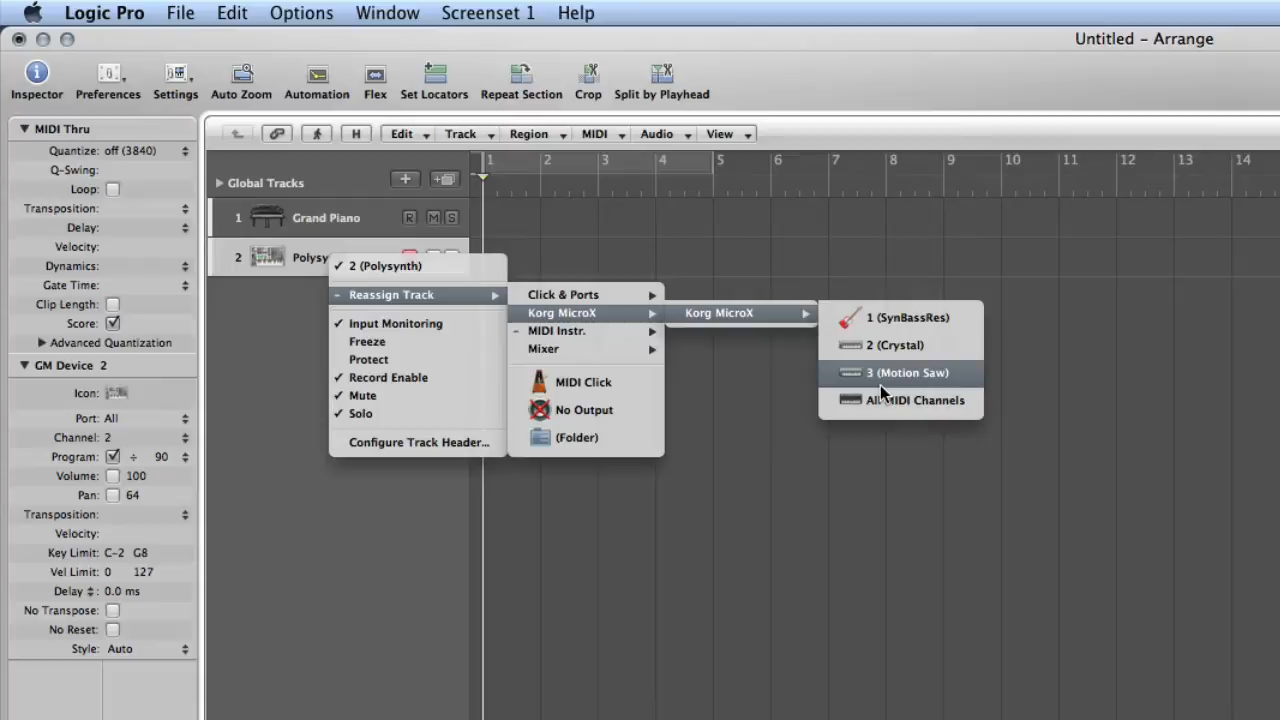 Logic Pro File Edit Options Window Screenset 1 Help
Untitled - Arrange
Inspector Preferences Settings Auto Zoom Automation Flex Set Locators Repeat Section Crop Split by Playhead
MIDI Thru
Quantize: off (3840)
Q-Swing:
Loop:
Transposition:
Delay:
Velocity:
Dynamics:
Gate Time:
Clip Length:
Score:
Advanced Quantization
GM Device 2
Icon:
Port: All
Channel: 2
Program: ÷ 90
Volume: 100
Pan: 64
Transposition:
Velocity:
Key Limit: C-2 G8
Vel Limit: 0 127
Delay 0.0 ms
No Transpose:
No Reset:
Style: Auto
H Edit Track Region MIDI Audio View
1 2 3 4 5 6 7 8 9 10 11 12 13 14
Global Tracks
1 Grand Piano R M S
2 Polysy
2 (Polysynth)
Reassign Track
Input Monitoring
Freeze
Protect
Record Enable
Mute
Solo
Configure Track Header...
Click & Ports
Korg MicroX
MIDI Instr.
Mixer
MIDI Click
No Output
(Folder)
Korg MicroX
1 (SynBassRes)
2 (Crystal)
3 (Motion Saw)
All MIDI Channels